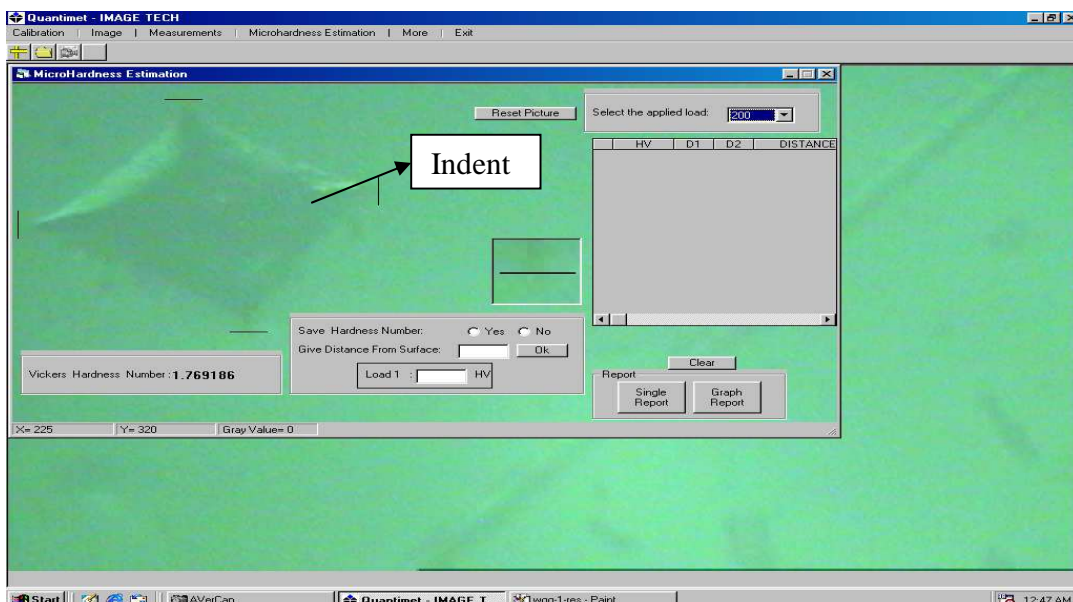 Quantimet - IMAGE TECH
Calibration | Image | Measurements | Microhardness Estimation | More | Exit
MicroHardness Estimation
Reset Picture
Select the applied load: 200
HV D1 D2 DISTANCE
Indent
Save Hardness Number: Yes No
Give Distance From Surface: Ok
Load 1 : HV
Vickers Hardness Number : 1.769186
Clear
Report
Single Report
Graph Report
X= 225 Y= 320 Gray Value= 0
Start AVerCap Quantimet - IMAGE T... wgg-1-res - Paint 12:47 AM